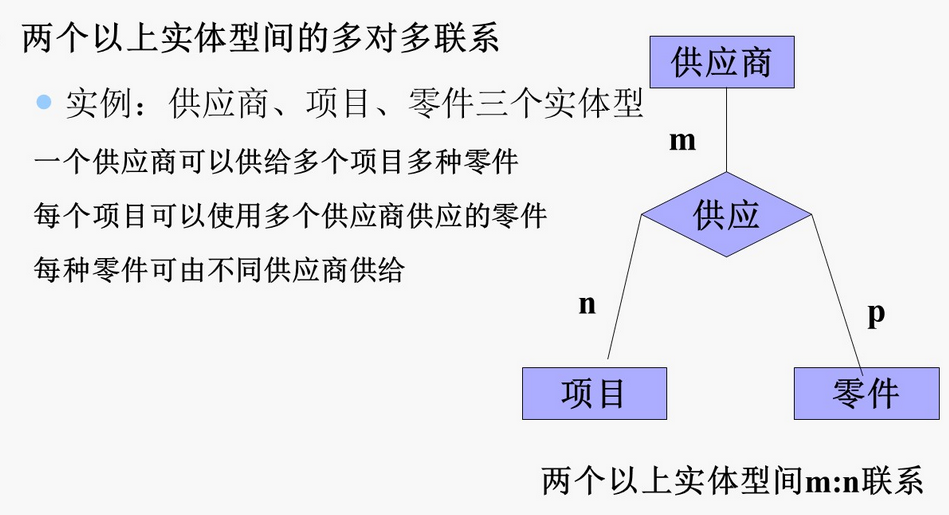 两个以上实体型间的多对多联系
实例：供应商、项目、零件三个实体型
一个供应商可以供给多个项目多种零件
每个项目可以使用多个供应商供应的零件
每种零件可由不同供应商供给
供应商
m
供应
n
p
项目
零件
两个以上实体型间m:n联系